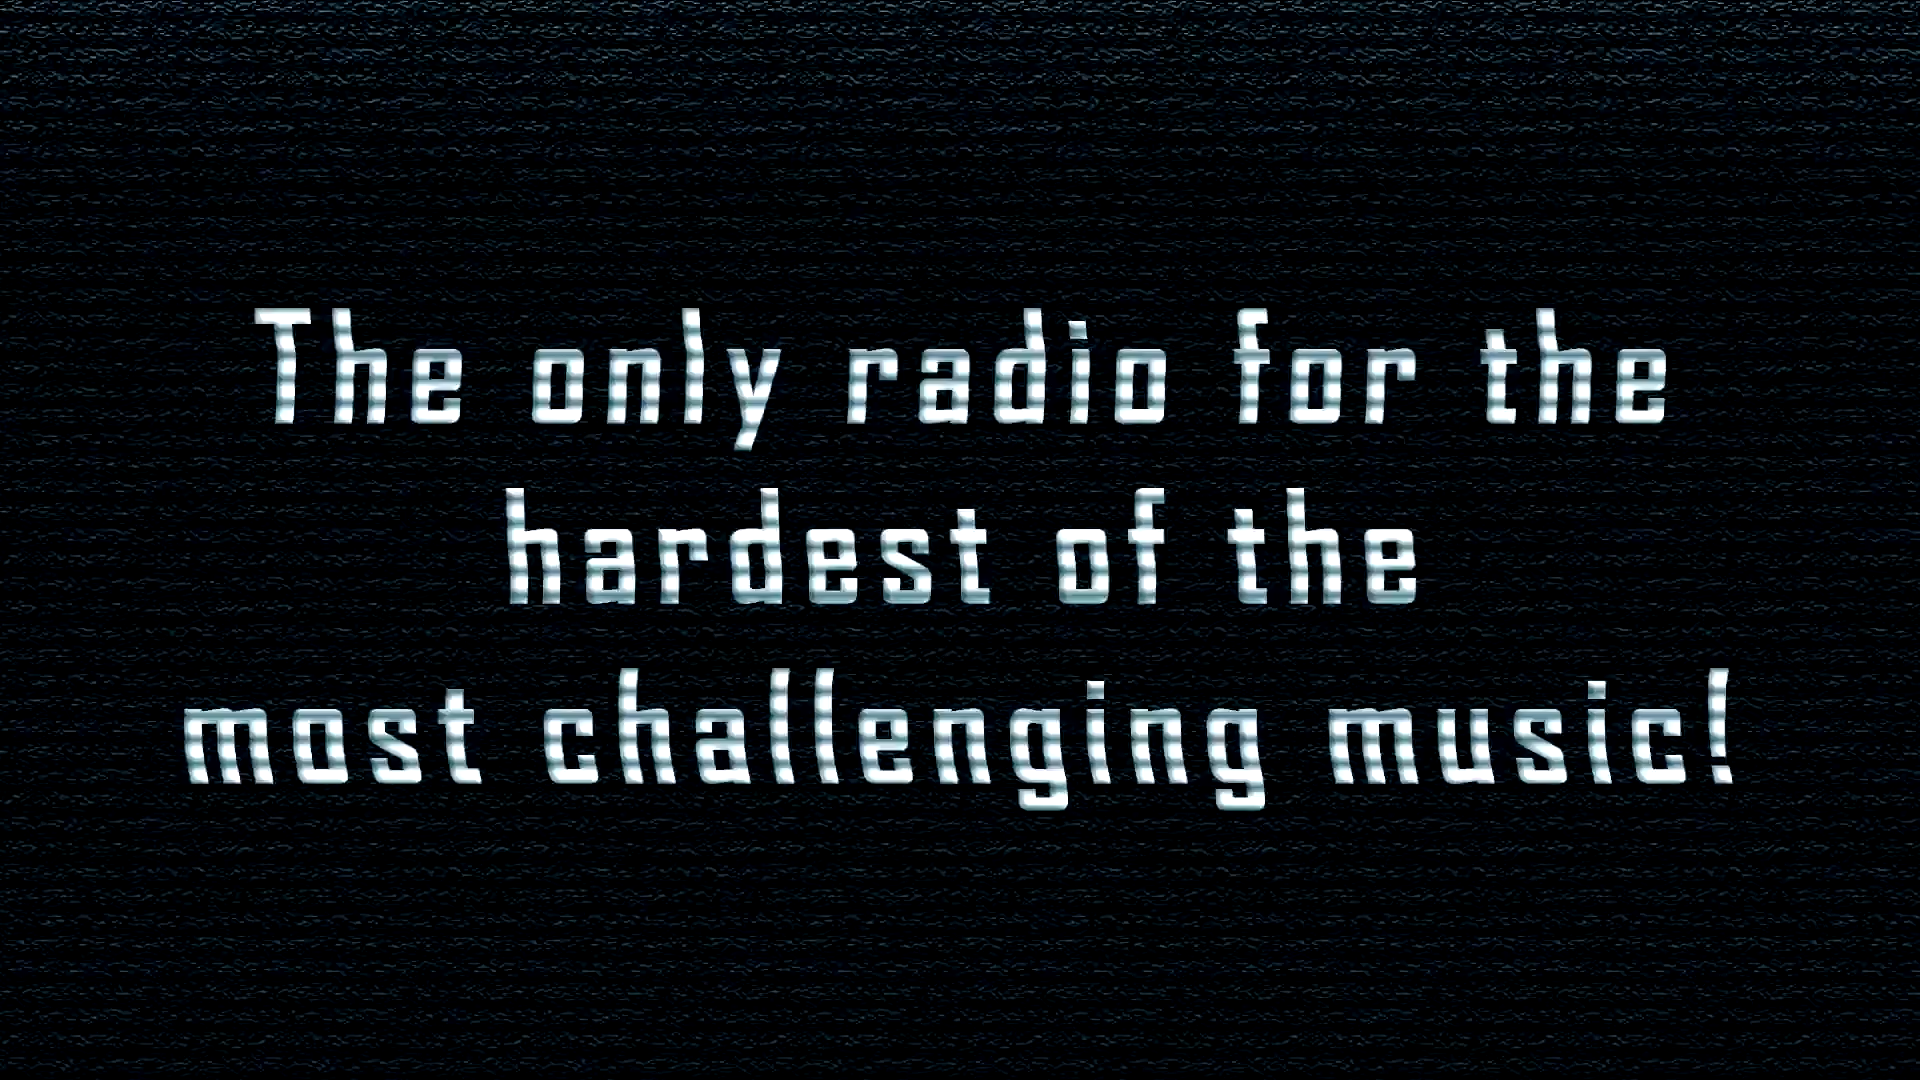 The only radio for the
hardest of the
most challenging music!